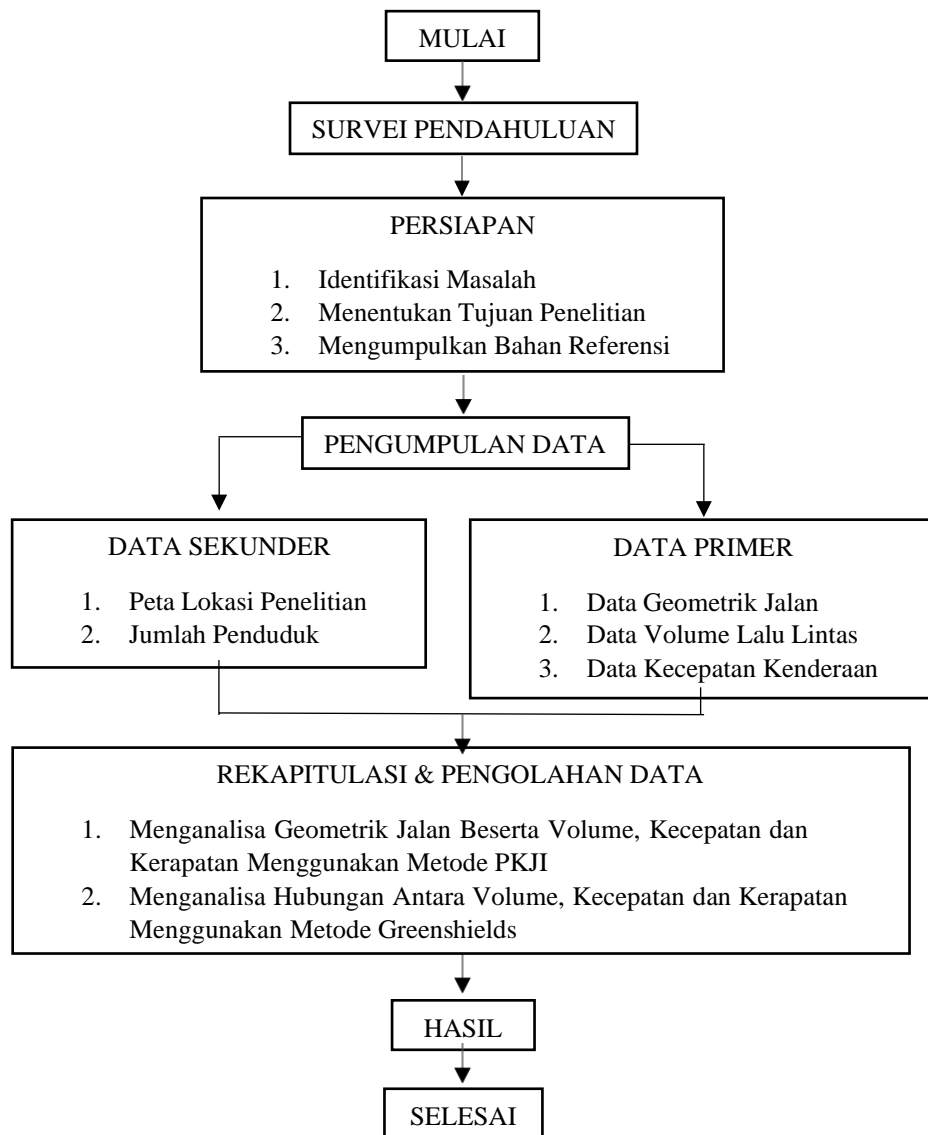 MULAI
SURVEI PENDAHULUAN
PERSIAPAN
1. Identifikasi Masalah
2. Menentukan Tujuan Penelitian
3. Mengumpulkan Bahan Referensi
PENGUMPULAN DATA
DATA SEKUNDER
1. Peta Lokasi Penelitian
2. Jumlah Penduduk
DATA PRIMER
1. Data Geometrik Jalan
2. Data Volume Lalu Lintas
3. Data Kecepatan Kenderaan
REKAPITULASI & PENGOLAHAN DATA
1. Menganalisa Geometrik Jalan Beserta Volume, Kecepatan dan
Kerapatan Menggunakan Metode PKJI
2. Menganalisa Hubungan Antara Volume, Kecepatan dan Kerapatan
Menggunakan Metode Greenshields
HASIL
SELESAI